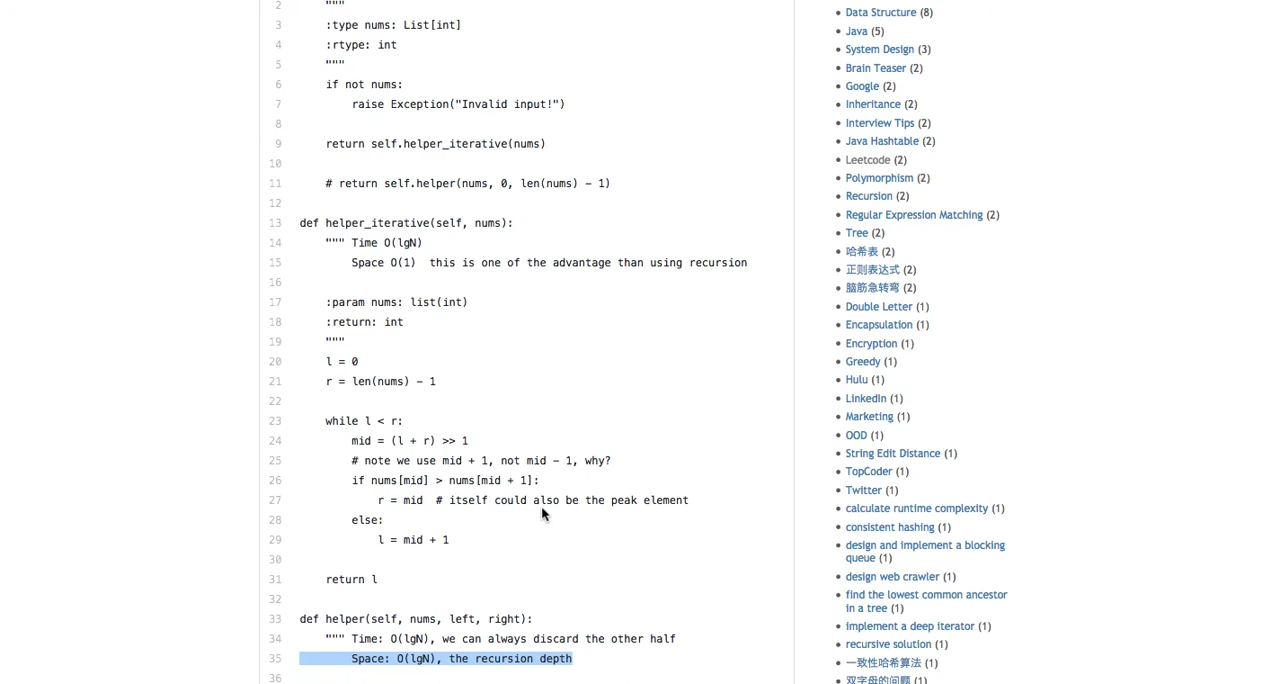 2 """
3 :type nums: List[int]
4 :rtype: int
5 """
6 if not nums:
7 raise Exception("Invalid input!")
8
9 return self.helper_iterative(nums)
10
11 # return self.helper(nums, 0, len(nums) - 1)
12
13 def helper_iterative(self, nums):
14 """ Time O(lgN)
15 Space O(1)  this is one of the advantage than using recursion
16
17 :param nums: list(int)
18 :return: int
19 """
20 l = 0
21 r = len(nums) - 1
22
23 while l < r:
24 mid = (l + r) >> 1
25 # note we use mid + 1, not mid - 1, why?
26 if nums[mid] > nums[mid + 1]:
27 r = mid  # itself could also be the peak element
28 else:
29 l = mid + 1
30
31 return l
32
33 def helper(self, nums, left, right):
34 """ Time: O(lgN), we can always discard the other half
35 Space: O(lgN), the recursion depth
36
Data Structure (8)
Java (5)
System Design (3)
Brain Teaser (2)
Google (2)
Inheritance (2)
Interview Tips (2)
Java Hashtable (2)
Leetcode (2)
Polymorphism (2)
Recursion (2)
Regular Expression Matching (2)
Tree (2)
哈希表 (2)
正则表达式 (2)
脑筋急转弯 (2)
Double Letter (1)
Encapsulation (1)
Encryption (1)
Greedy (1)
Hulu (1)
LinkedIn (1)
Marketing (1)
OOD (1)
String Edit Distance (1)
TopCoder (1)
Twitter (1)
calculate runtime complexity (1)
consistent hashing (1)
design and implement a blocking
queue (1)
design web crawler (1)
find the lowest common ancestor
in a tree (1)
implement a deep iterator (1)
recursive solution (1)
一致性哈希算法 (1)
双字母的问题 (1)